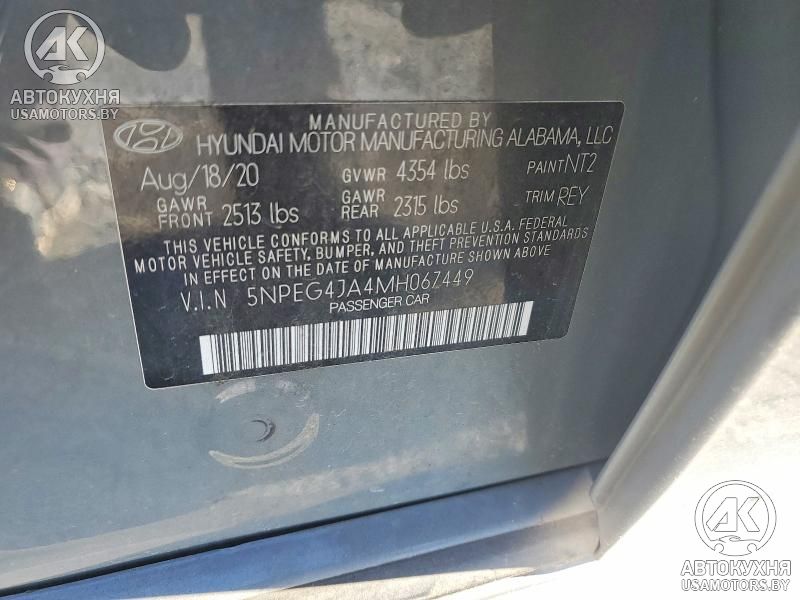 AK
АВТОКУХНЯ
USAMOTORS.BY
MANUFACTURED BY
HYUNDAI MOTOR MANUFACTURING ALABAMA, LLC
Aug/18/20 GVWR 4354 lbs PAINT NT2
GAWR FRONT 2513 lbs GAWR REAR 2315 lbs TRIM REY
THIS VEHICLE CONFORMS TO ALL APPLICABLE U.S.A. FEDERAL
MOTOR VEHICLE SAFETY, BUMPER, AND THEFT PREVENTION STANDARDS
IN EFFECT ON THE DATE OF MANUFACTURE SHOWN ABOVE
V.I.N 5NPEG4JA4MH067449
PASSENGER CAR
AK
АВТОКУХНЯ
USAMOTORS.BY